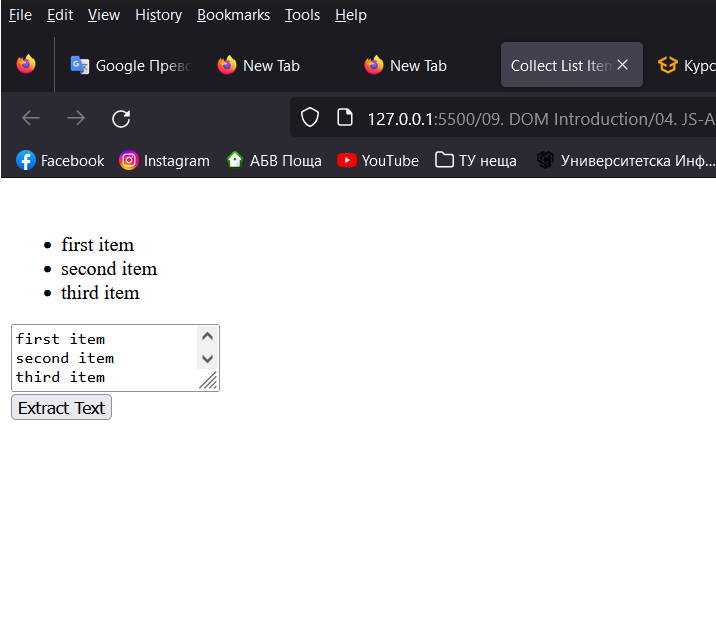 File Edit View History Bookmarks Tools Help
Google Прево
New Tab
New Tab
Collect List Item
Курс
127.0.0.1:5500/09. DOM Introduction/04. JS-A
Facebook Instagram АБВ Поща YouTube ТУ неща Университетска Инф...
first item
second item
third item
first item
second item
third item
Extract Text